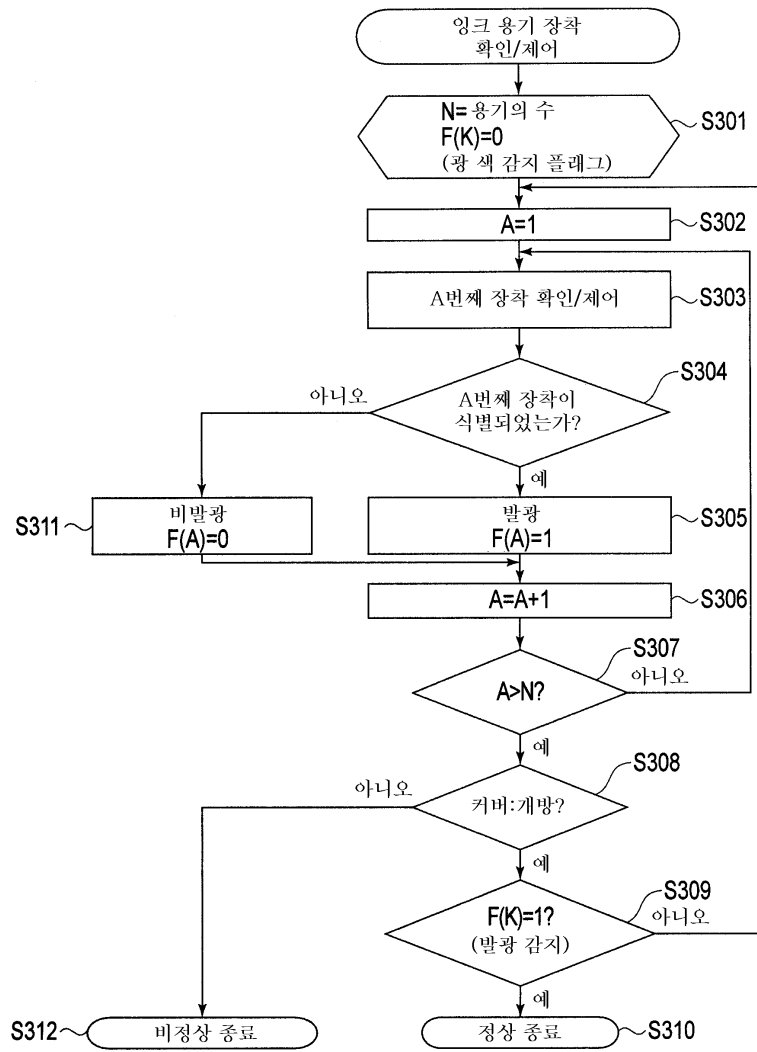 잉크 용기 장착
확인/제어
N= 용기의 수
F(K)=0
(광 색 감지 플래그)
S301
A=1
S302
A번째 장착 확인/제어
S303
S304
아니오
A번째 장착이
식별되었는가?
예
S311
비발광
F(A)=0
발광
F(A)=1
S305
A=A+1
S306
S307
A>N?
아니오
예
S308
아니오
커버:개방?
예
S309
F(K)=1?
(발광 감지)
아니오
예
S312
비정상 종료
정상 종료
S310